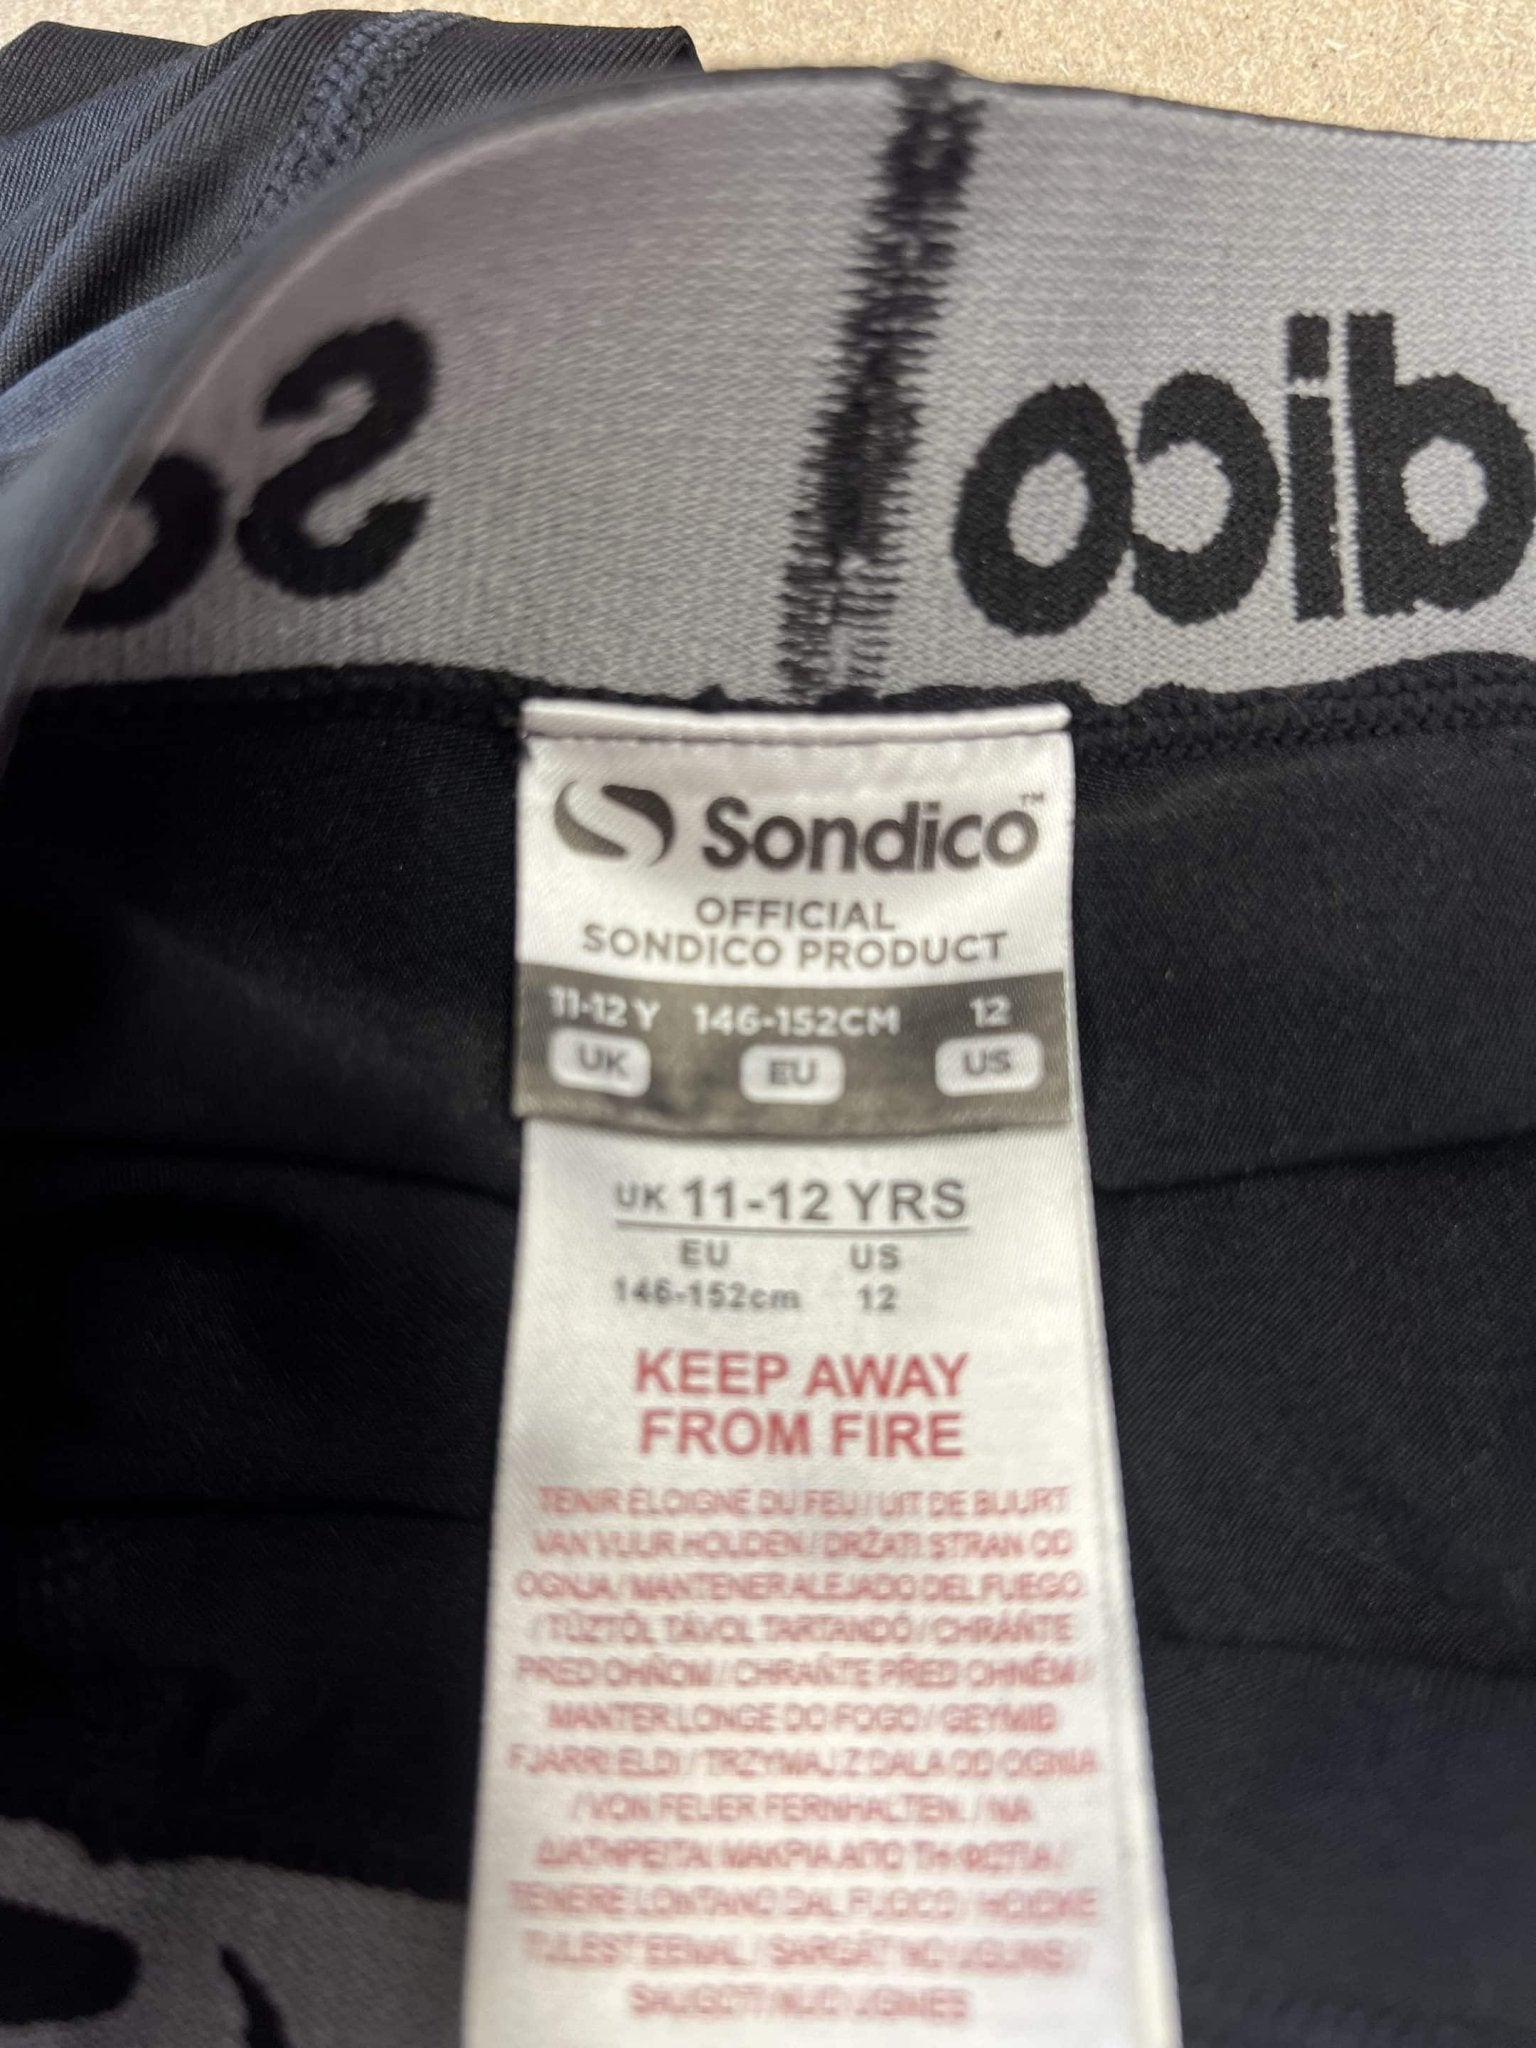 So
dico
Sondico™
OFFICIAL
SONDICO PRODUCT
11-12 Y 146-152CM 12
UK EU US
UK 11-12 YRS
EU US
146-152cm 12
KEEP AWAY
FROM FIRE
TENIR ÉLOIGNÉ DU FEU / UIT DE BUURT
VAN VUUR HOUDEN / DRŽATI STRAN OD
OGNJA / MANTENER ALEJADO DEL FUEGO
/ TŰZTŐL TÁVOL TARTANDÓ / CHRÁŇTE
PRED OHŇOM / CHRAŇTE PŘED OHNĚM /
MANTER LONGE DO FOGO / GEYMIÐ
FJARRI ELDI / TRZYMAJ Z DALA OD OGNIA
/ VON FEUER FERNHALTEN. / ΝΑ
ΔΙΑΤΗΡΕΙΤΑΙ ΜΑΚΡΙΑ ΑΠΟ ΤΗ ΦΩΤΙΑ /
TENERE LONTANO DAL FUOCO / HOIDKE
TULEST EEMAL / SARGĀT NO UGUNS /
SAUGOTI NUO UGNIES